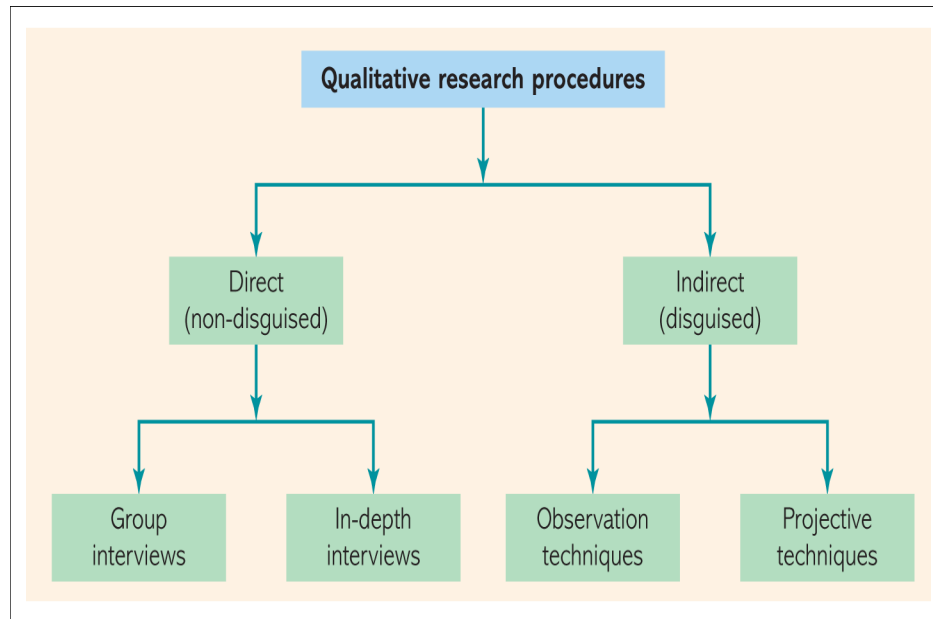 Qualitative research procedures
Direct
(non-disguised)
Indirect
(disguised)
Group
interviews
In-depth
interviews
Observation
techniques
Projective
techniques